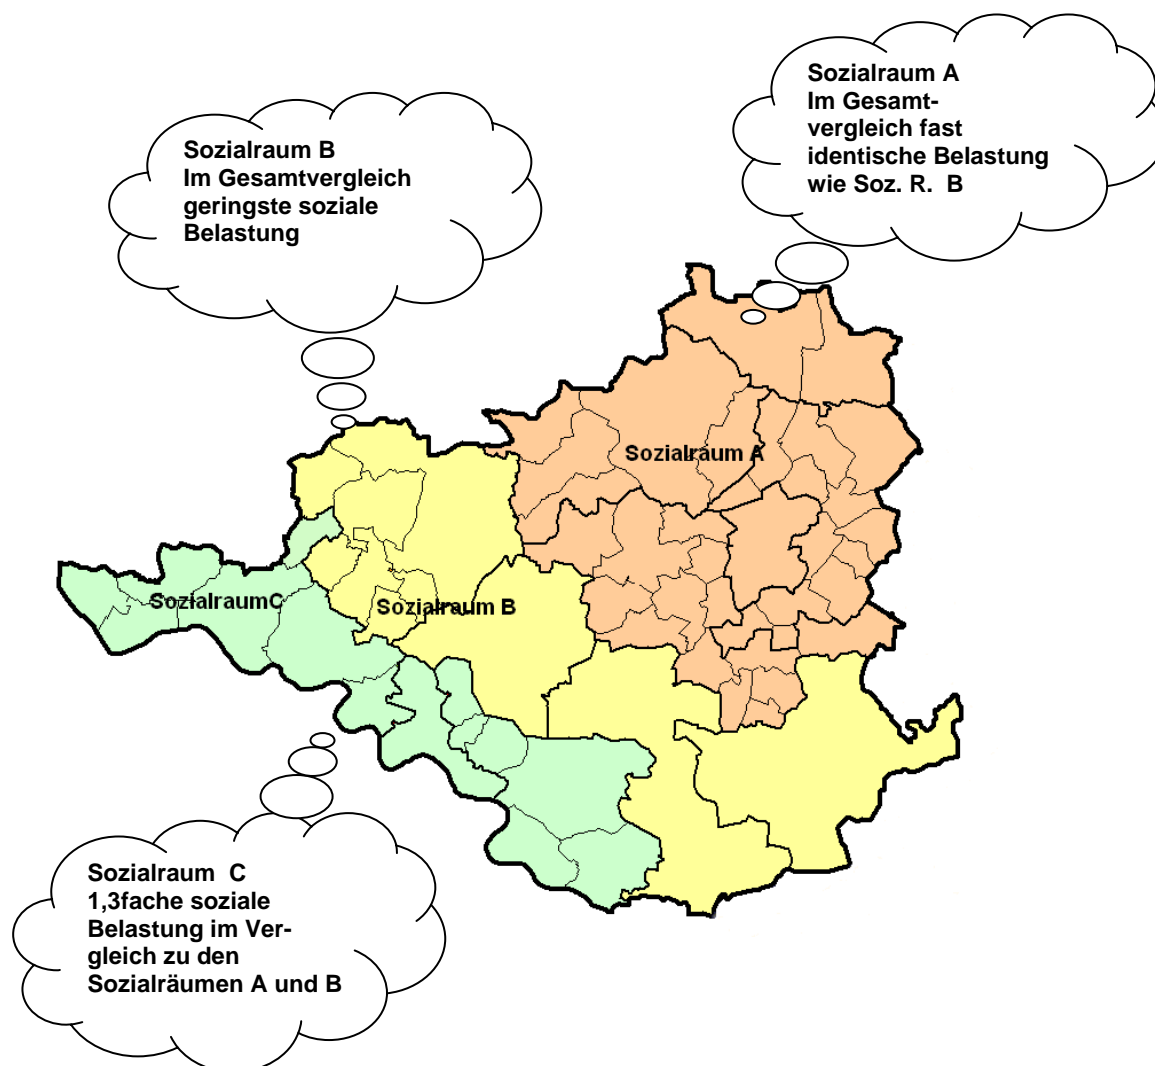 Sozialraum A
Im Gesamt-
vergleich fast
identische Belastung
wie Soz. R. B
Sozialraum B
Im Gesamtvergleich
geringste soziale
Belastung
Sozialraum A
SozialraumC
Sozialraum B
Sozialraum C
1,3fache soziale
Belastung im Ver-
gleich zu den
Sozialräumen A und B